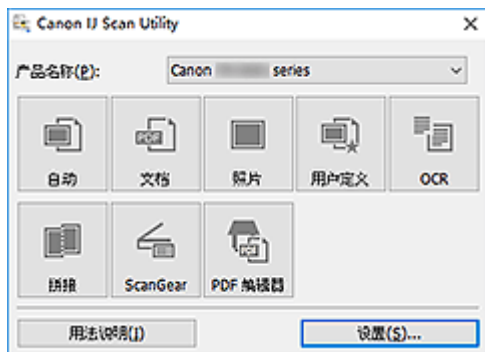 Canon IJ Scan Utility
产品名称(P):
Canon series
自动
文档
照片
用户定义
OCR
拼接
ScanGear
PDF 编辑器
用法说明(I)
设置(S)...